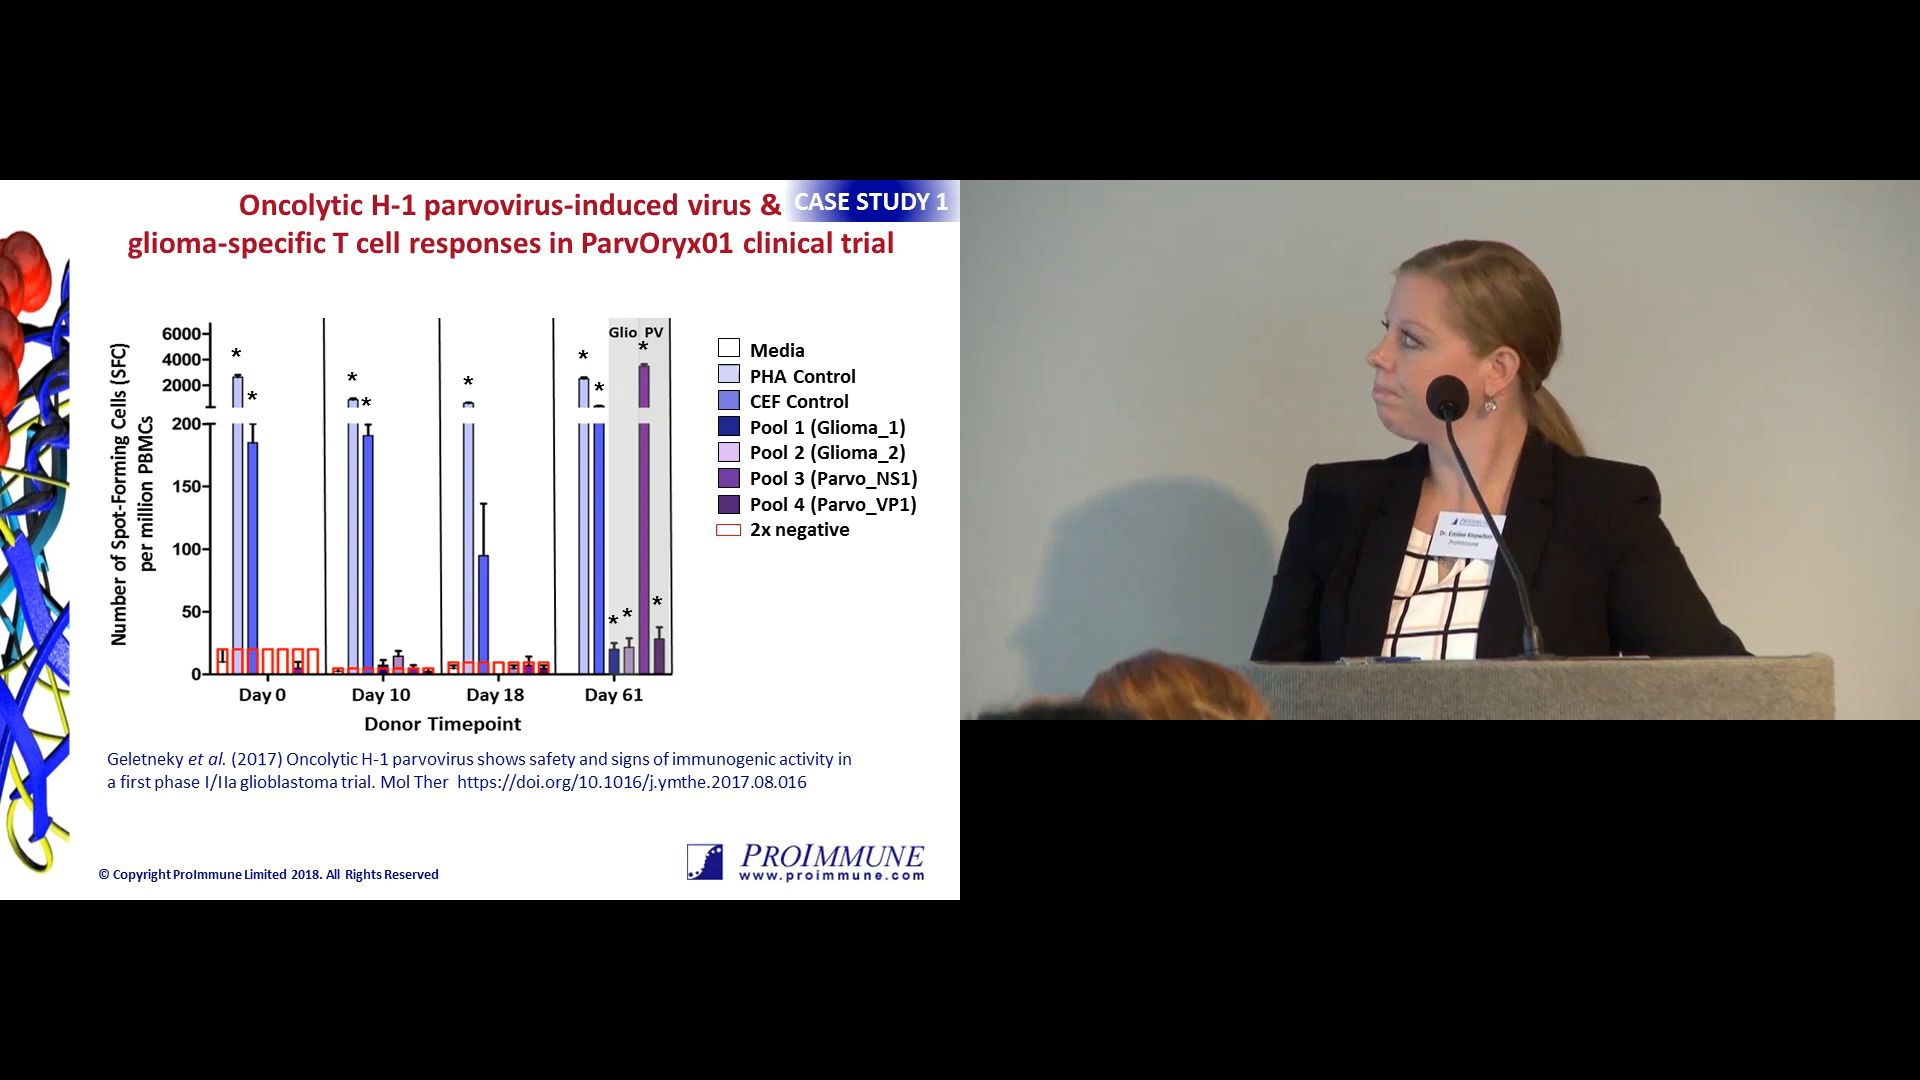 Oncolytic H-1 parvovirus-induced virus &
CASE STUDY 1
glioma-specific T cell responses in ParvOryx01 clinical trial
Number of Spot-Forming Cells (SFC)
per million PBMCs
6000
4000
2000
200
150
100
50
0
* * * * * * * * * * *
Glio PV
Day 0 Day 10 Day 18 Day 61
Donor Timepoint
Media
PHA Control
CEF Control
Pool 1 (Glioma_1)
Pool 2 (Glioma_2)
Pool 3 (Parvo_NS1)
Pool 4 (Parvo_VP1)
2x negative
Geletneky et al. (2017) Oncolytic H-1 parvovirus shows safety and signs of immunogenic activity in
a first phase I/IIa glioblastoma trial. Mol Ther https://doi.org/10.1016/j.ymthe.2017.08.016
© Copyright ProImmune Limited 2018. All Rights Reserved
PROIMMUNE
www.proimmune.com
PROIMMUNE
Dr. Emilee Knowlton
ProImmune